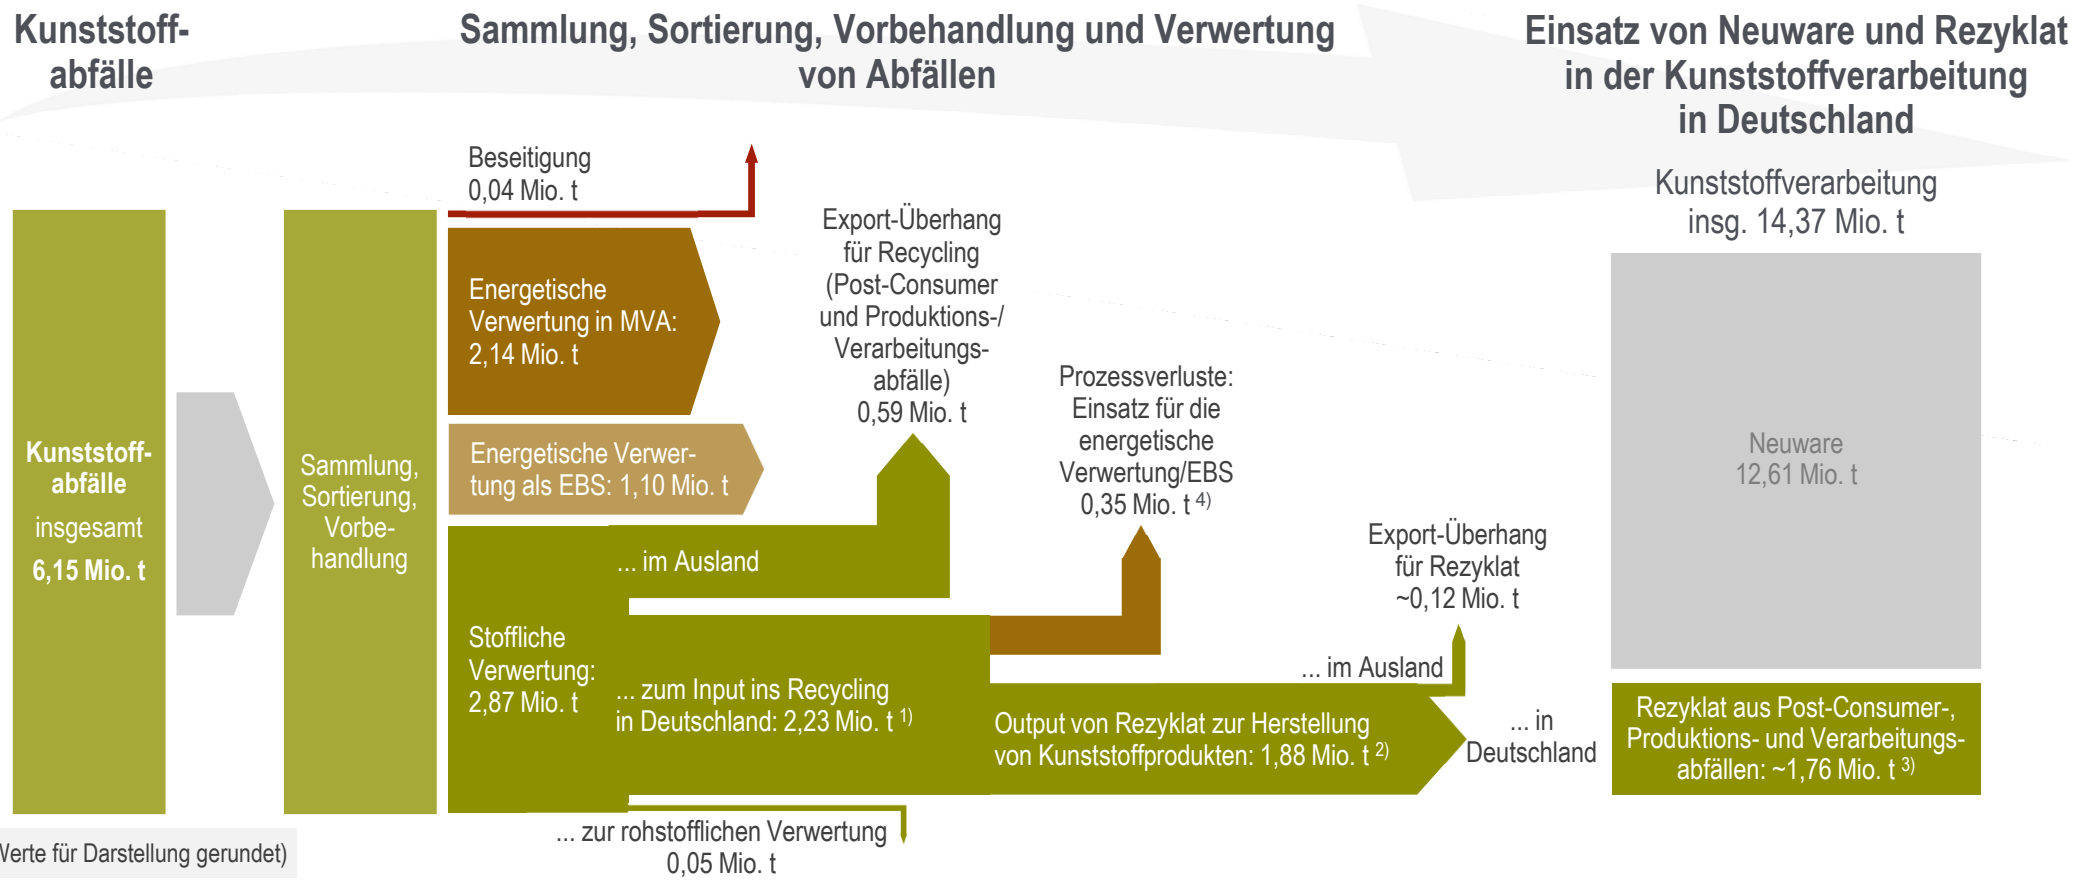 Kunststoff-
abfälle
Sammlung, Sortierung, Vorbehandlung und Verwertung
von Abfällen
Einsatz von Neuware und Rezyklat
in der Kunststoffverarbeitung
in Deutschland
Kunststoff-
abfälle
insgesamt
6,15 Mio. t
Sammlung,
Sortierung,
Vorbe-
handlung
Beseitigung
0,04 Mio. t
Energetische
Verwertung in MVA:
2,14 Mio. t
Energetische Verwer-
tung als EBS: 1,10 Mio. t
Stoffliche
Verwertung:
2,87 Mio. t
Export-Überhang
für Recycling
(Post-Consumer
und Produktions-/
Verarbeitungs-
abfälle)
0,59 Mio. t
... im Ausland
... zum Input ins Recycling
in Deutschland: 2,23 Mio. t 1)
... zur rohstofflichen Verwertung
0,05 Mio. t
Prozessverluste:
Einsatz für die
energetische
Verwertung/EBS
0,35 Mio. t 4)
Output von Rezyklat zur Herstellung
von Kunststoffprodukten: 1,88 Mio. t 2)
Export-Überhang
für Rezyklat
~0,12 Mio. t
... im Ausland
... in
Deutschland
Kunststoffverarbeitung
insg. 14,37 Mio. t
Neuware
12,61 Mio. t
Rezyklat aus Post-Consumer-,
Produktions- und Verarbeitungs-
abfällen: ~1,76 Mio. t 3)
Werte für Darstellung gerundet)